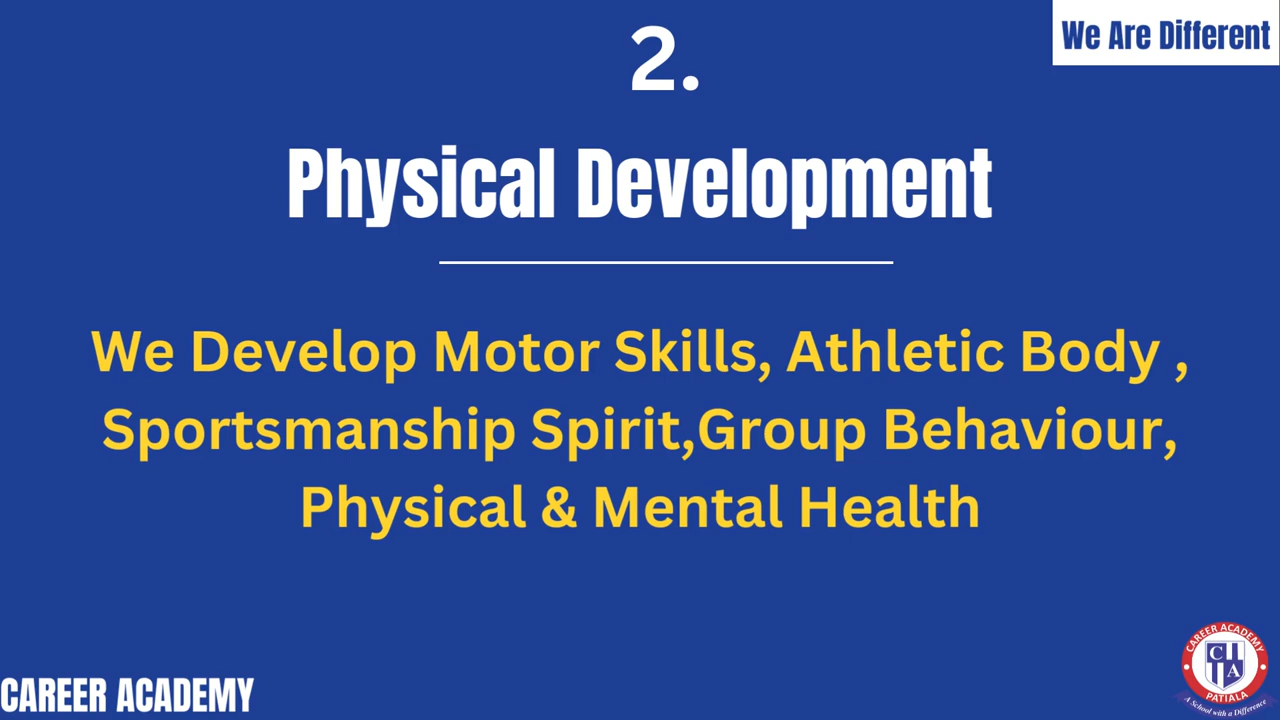 We Are Different
2.
Physical Development
We Develop Motor Skills, Athletic Body ,
Sportsmanship Spirit,Group Behaviour,
Physical & Mental Health
CAREER ACADEMY
CAREER ACADEMY
C
A
PATIALA
A School with a Difference